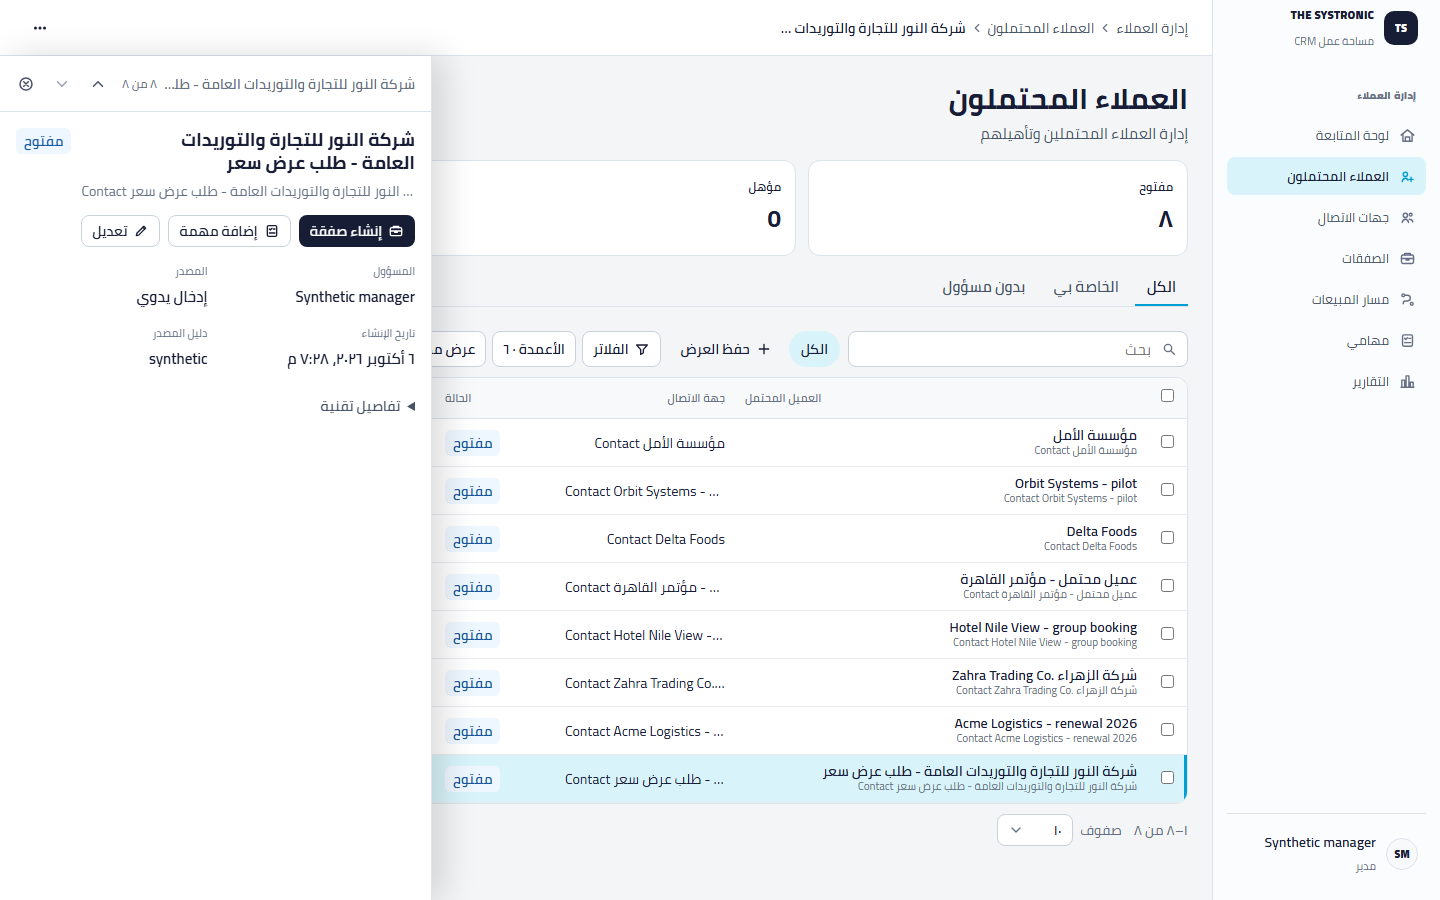 THE SYSTRONIC
مساحة عمل CRM
TS
إدارة العملاء
لوحة المتابعة
العملاء المحتملون
جهات الاتصال
الصفقات
مسار المبيعات
مهامي
التقارير
Synthetic manager
مدير
SM
إدارة العملاء
العملاء المحتملون
شركة النور للتجارة والتوريدات ...
العملاء المحتملون
إدارة العملاء المحتملين وتأهيلهم
مفتوح
٨
مؤهل
٠
الكل
الخاصة بي
بدون مسؤول
بحث
الكل
حفظ العرض
الفلاتر
الأعمدة ٦٠
العميل المحتمل
جهة الاتصال
الحالة
مؤسسة الأمل
مؤسسة الأمل Contact
مؤسسة الأمل Contact
مفتوح
Orbit Systems - pilot
Contact Orbit Systems - pilot
Contact Orbit Systems - ...
مفتوح
Delta Foods
Contact Delta Foods
Contact Delta Foods
مفتوح
عميل محتمل - مؤتمر القاهرة
عميل محتمل - مؤتمر القاهرة Contact
... - مؤتمر القاهرة Contact
مفتوح
Hotel Nile View - group booking
Contact Hotel Nile View - group booking
Contact Hotel Nile View -...
مفتوح
شركة الزهراء Zahra Trading Co.
شركة الزهراء Contact Zahra Trading Co.
Contact Zahra Trading Co....
مفتوح
Acme Logistics - renewal 2026
Contact Acme Logistics - renewal 2026
Contact Acme Logistics - ...
مفتوح
شركة النور للتجارة والتوريدات العامة - طلب عرض سعر
شركة النور للتجارة والتوريدات العامة - طلب عرض سعر Contact
... - طلب عرض سعر Contact
مفتوح
١–٨ من ٨
صفوف
١٠
شركة النور للتجارة والتوريدات العامة - طلـ...
٨ من ٨
شركة النور للتجارة والتوريدات
العامة - طلب عرض سعر
مفتوح
... النور للتجارة والتوريدات العامة - طلب عرض سعر Contact
إنشاء صفقة
إضافة مهمة
تعديل
المسؤول
Synthetic manager
المصدر
إدخال يدوي
تاريخ الإنشاء
٦ أكتوبر ٢٠٢٦، ٧:٢٨ م
دليل المصدر
synthetic
تفاصيل تقنية